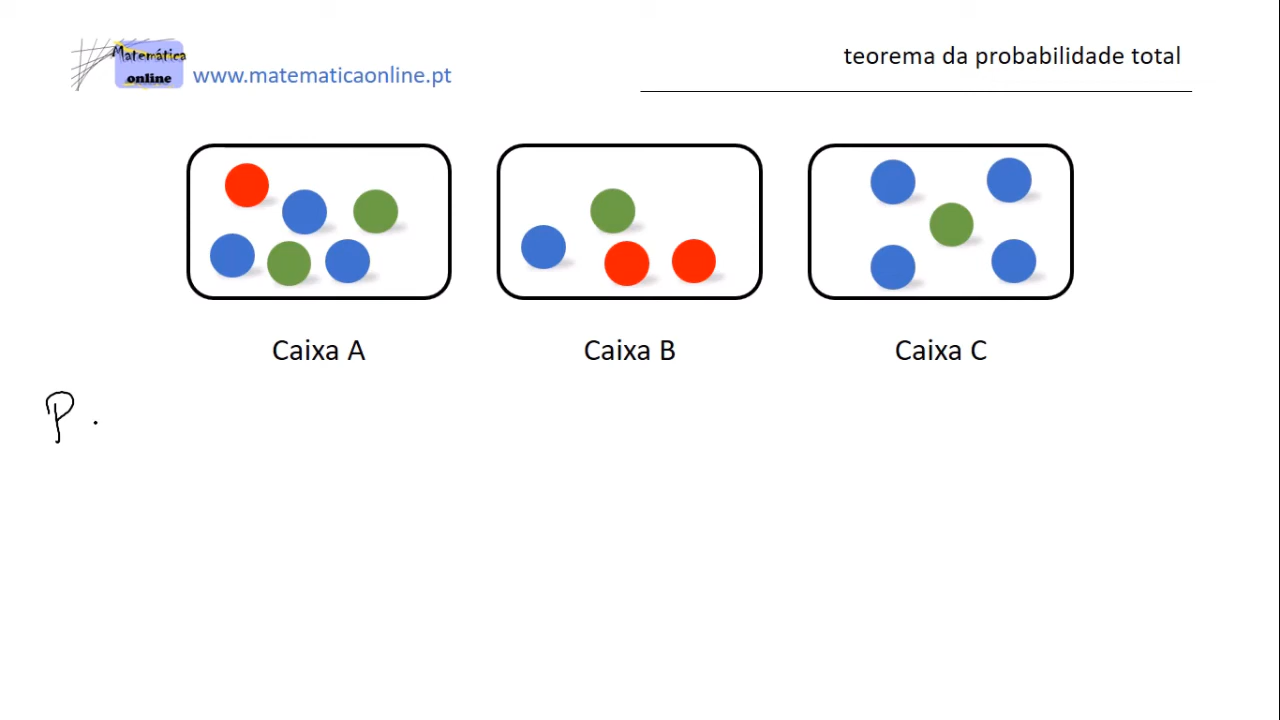 Matemática
online
www.matematicaonline.pt
teorema da probabilidade total
Caixa A
Caixa B
Caixa C
P .